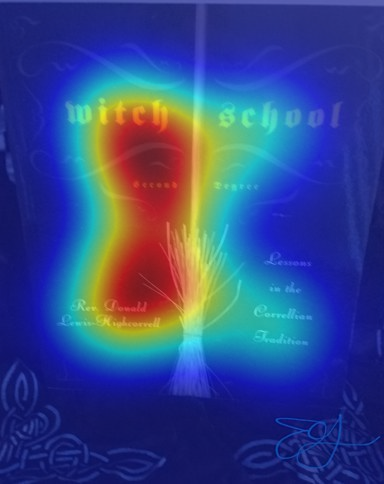 witch school
Second Degree
Lessons
in the
Correllian
Tradition
Rev. Donald
Lewis-Highcorrell